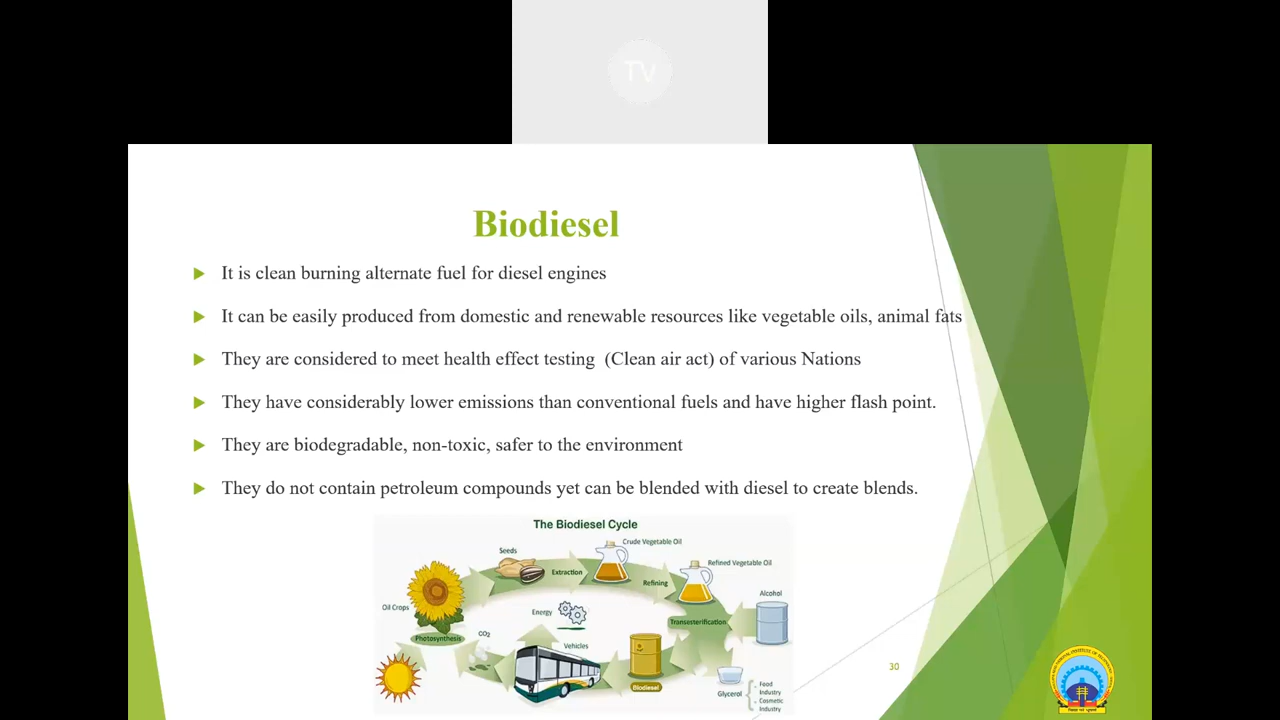 TV
Biodiesel
It is clean burning alternate fuel for diesel engines
It can be easily produced from domestic and renewable resources like vegetable oils, animal fats
They are considered to meet health effect testing (Clean air act) of various Nations
They have considerably lower emissions than conventional fuels and have higher flash point.
They are biodegradable, non-toxic, safer to the environment
They do not contain petroleum compounds yet can be blended with diesel to create blends.
The Biodiesel Cycle
Seeds
Crude Vegetable Oil
Extraction
Refined Vegetable Oil
Refining
Alcohol
Oil Crops
Energy
Transesterification
Photosynthesis
CO2
Vehicles
Biodiesel
Glycerol
Food
Industry
Cosmetic
Industry
30